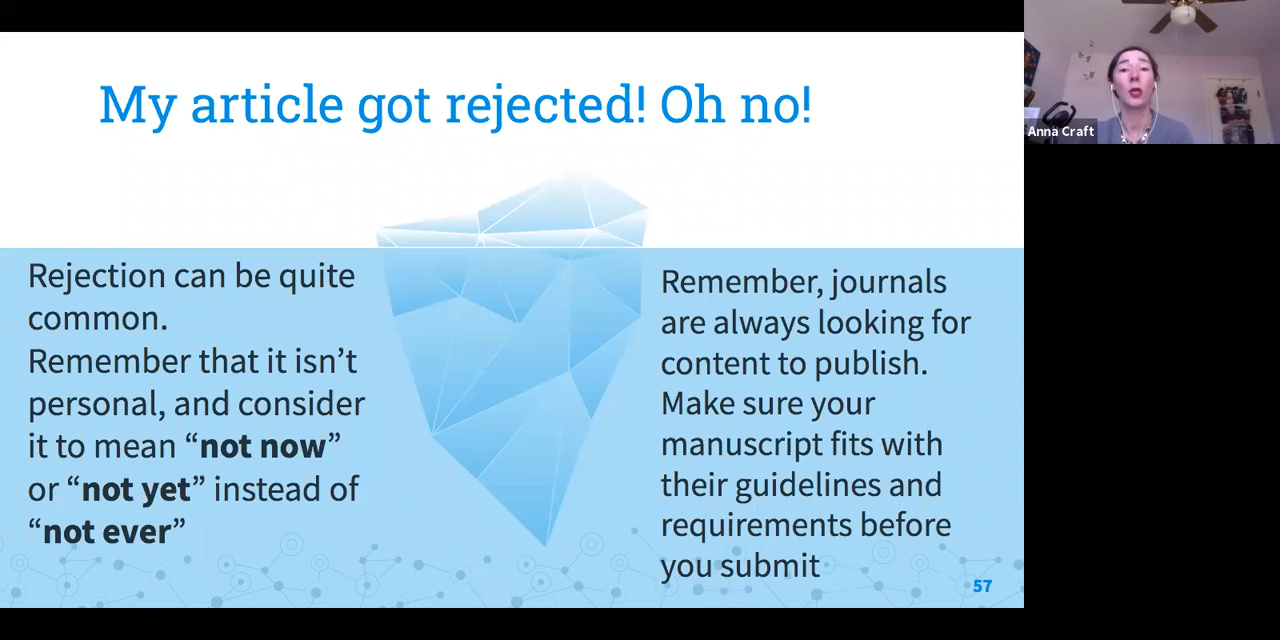 My article got rejected! Oh no!
Rejection can be quite
common.
Remember that it isn’t
personal, and consider
it to mean “not now”
or “not yet” instead of
“not ever”
Remember, journals
are always looking for
content to publish.
Make sure your
manuscript fits with
their guidelines and
requirements before
you submit
57
Anna Craft